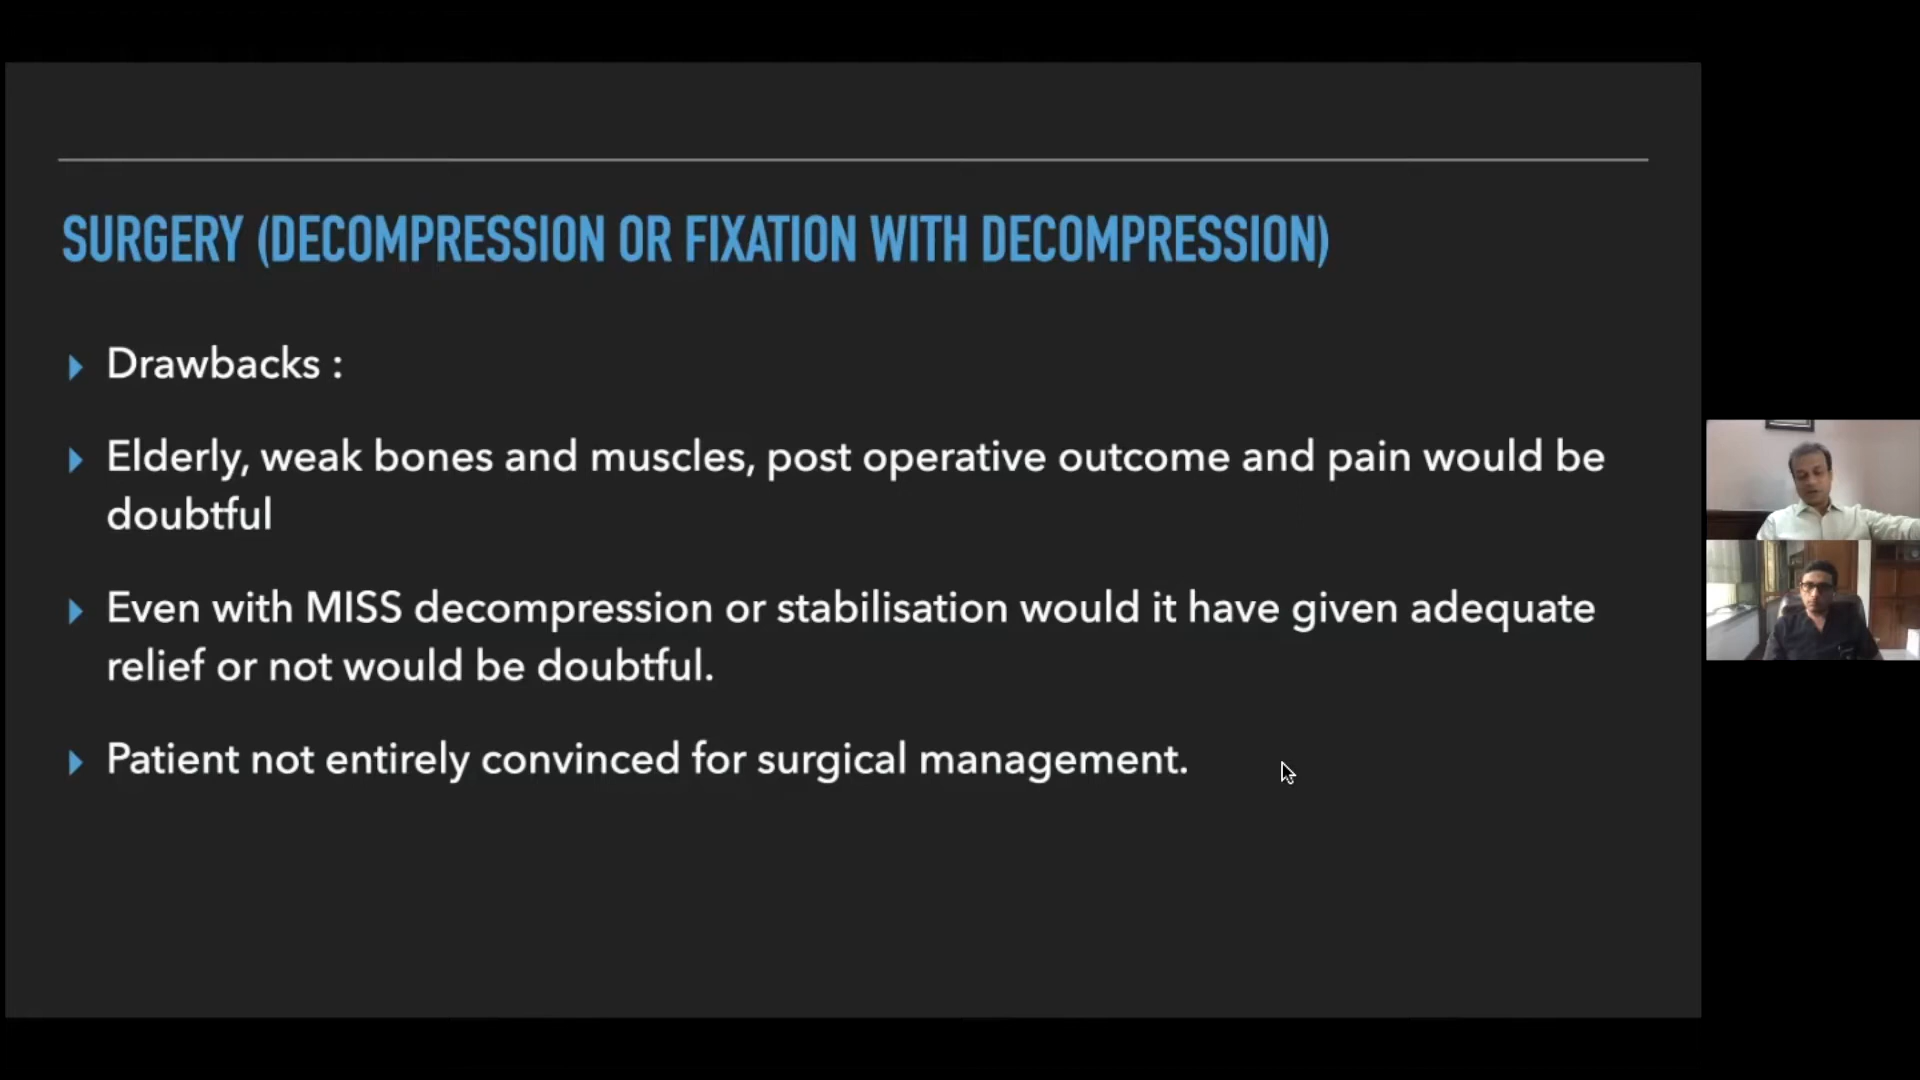 SURGERY (DECOMPRESSION OR FIXATION WITH DECOMPRESSION)
Drawbacks :
Elderly, weak bones and muscles, post operative outcome and pain would be
doubtful
Even with MISS decompression or stabilisation would it have given adequate
relief or not would be doubtful.
Patient not entirely convinced for surgical management.